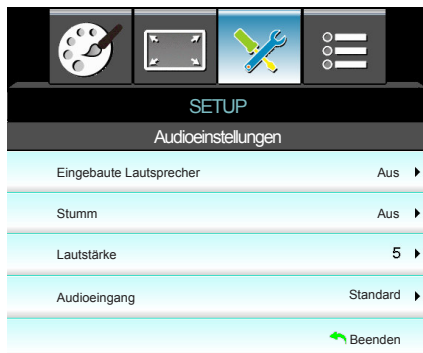 SETUP
Audioeinstellungen
Eingebaute Lautsprecher Aus
Stumm Aus
Lautstärke 5
Audioeingang Standard
Beenden